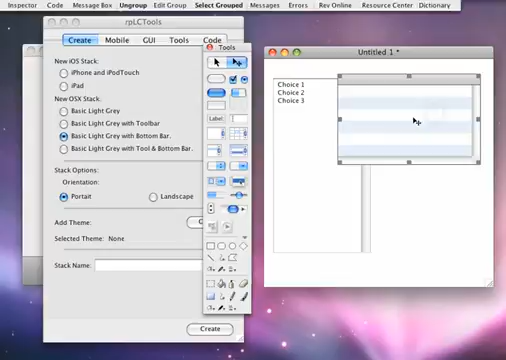 Inspector Code Message Box Ungroup Edit Group Select Grouped Messages Errors Rev Online Resource Center Dictionary
rpLCTools
Create Mobile GUI Tools Code
New iOS Stack:
iPhone and iPodTouch
iPad
New OSX Stack:
Basic Light Grey
Basic Light Grey with Toolbar
Basic Light Grey with Bottom Bar.
Basic Light Grey with Tool & Bottom Bar.
Stack Options:
Orientation:
Portait Landscape
Add Theme:
Selected Theme: None
Stack Name:
Create
Tools
Label:
Untitled 1 *
Choice 1
Choice 2
Choice 3